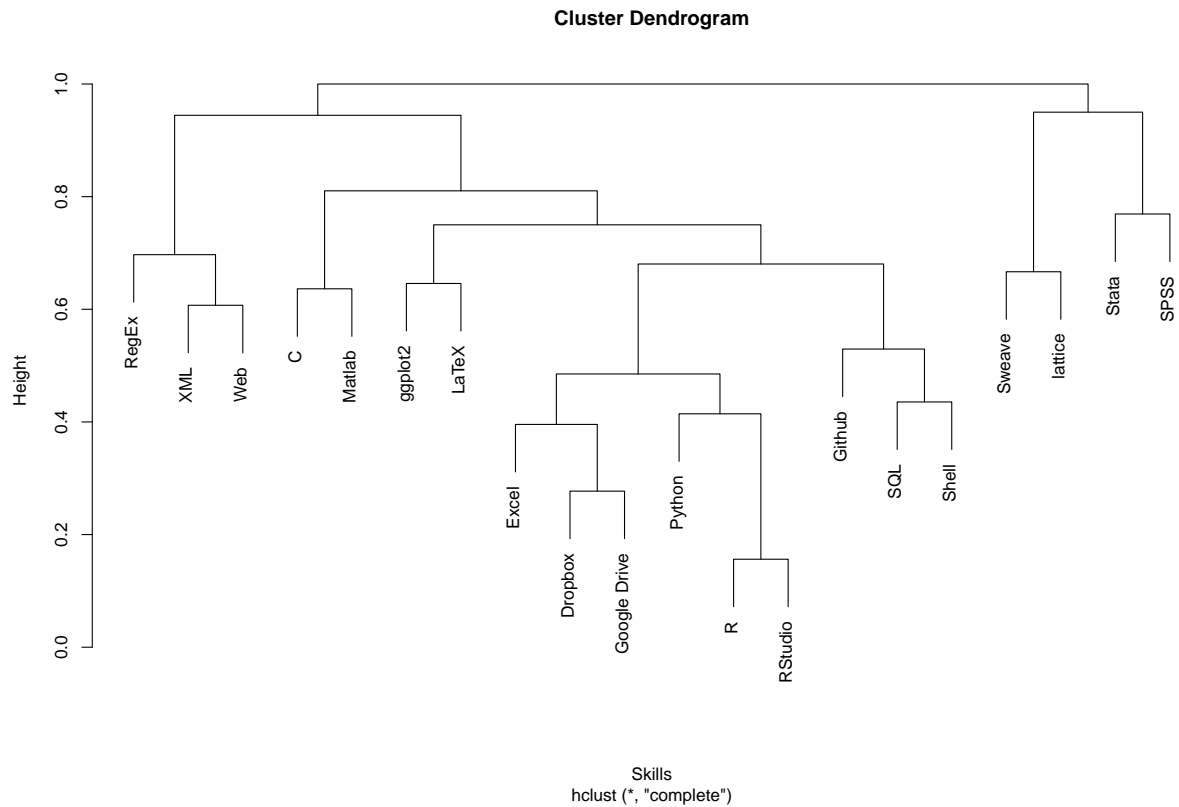 Cluster Dendrogram
Height
1.0
0.8
0.6
0.4
0.2
0.0
RegEx
XML
Web
C
Matlab
ggplot2
LaTeX
Excel
Dropbox
Google Drive
Python
R
RStudio
Github
SQL
Shell
Sweave
lattice
Stata
SPSS
Skills
hclust (*, "complete")